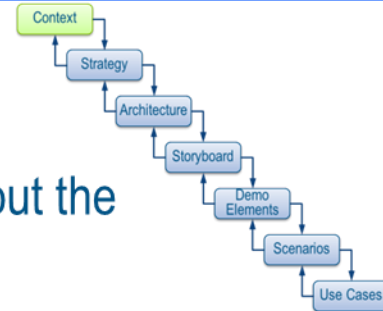 Context
Strategy
Architecture
Storyboard
out the
Demo
Elements
Scenarios
Use Cases